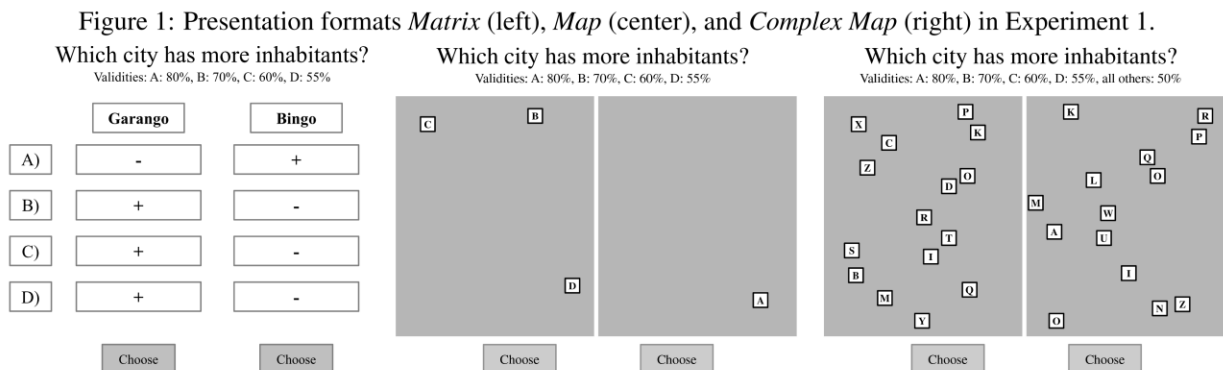 Figure 1: Presentation formats Matrix (left), Map (center), and Complex Map (right) in Experiment 1.
Which city has more inhabitants?
Validities: A: 80%, B: 70%, C: 60%, D: 55%
Garango Bingo
A) - +
B) + -
C) + -
D) + -
Choose Choose
Which city has more inhabitants?
Validities: A: 80%, B: 70%, C: 60%, D: 55%
B
C
D
A
Choose Choose
Which city has more inhabitants?
Validities: A: 80%, B: 70%, C: 60%, D: 55%, all others: 50%
P
X
K
C
Z
O
D
R
T
S
I
B
Q
M
Y
K
R
P
Q
O
L
M
W
A
U
I
Z
N
O
Choose Choose